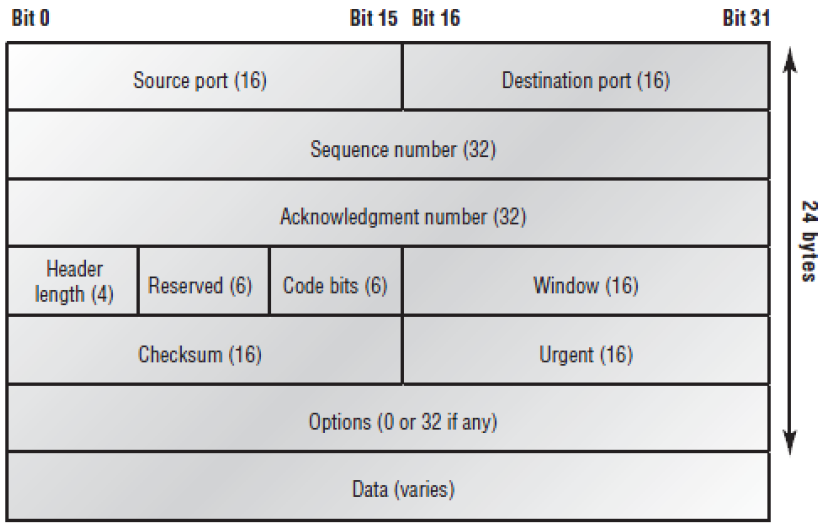 Bit 0 Bit 15 Bit 16 Bit 31
Source port (16) Destination port (16)
Sequence number (32)
Acknowledgment number (32)
Header
length (4) Reserved (6) Code bits (6) Window (16)
Checksum (16) Urgent (16)
Options (0 or 32 if any)
Data (varies)
24 bytes